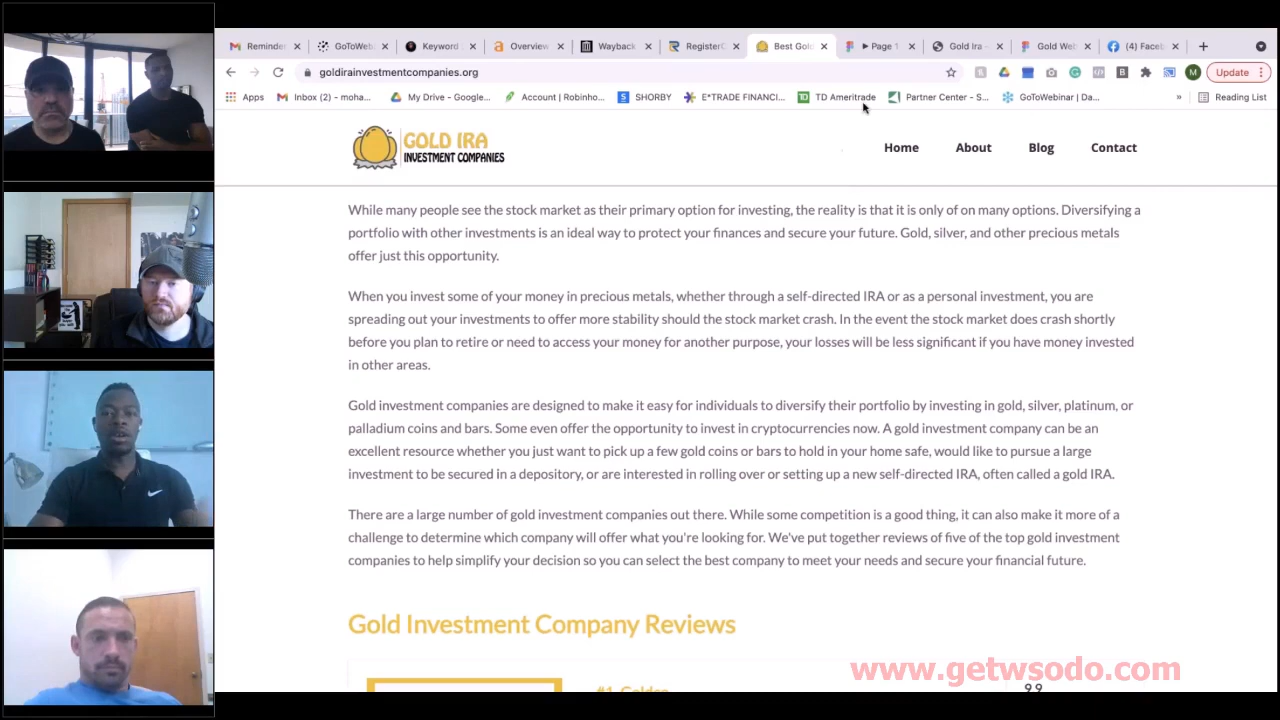 Reminder
GoToWeb
Keyword
Overview
Wayback
RegisterC
Best Gol
Page 1
Gold Ira -
Gold Web
(4) Faceb
goldirainvestmentcompanies.org
Update
Apps
Inbox (2) - moha...
My Drive - Google...
Account | Robinho...
SHORBY
E*TRADE FINANCI...
TD Ameritrade
Partner Center - S...
GoToWebinar | Da...
»
Reading List
GOLD IRA
INVESTMENT COMPANIES
Home
About
Blog
Contact
While many people see the stock market as their primary option for investing, the reality is that it is only of on many options. Diversifying a
portfolio with other investments is an ideal way to protect your finances and secure your future. Gold, silver, and other precious metals
offer just this opportunity.
When you invest some of your money in precious metals, whether through a self-directed IRA or as a personal investment, you are
spreading out your investments to offer more stability should the stock market crash. In the event the stock market does crash shortly
before you plan to retire or need to access your money for another purpose, your losses will be less significant if you have money invested
in other areas.
Gold investment companies are designed to make it easy for individuals to diversify their portfolio by investing in gold, silver, platinum, or
palladium coins and bars. Some even offer the opportunity to invest in cryptocurrencies now. A gold investment company can be an
excellent resource whether you just want to pick up a few gold coins or bars to hold in your home safe, would like to pursue a large
investment to be secured in a depository, or are interested in rolling over or setting up a new self-directed IRA, often called a gold IRA.
There are a large number of gold investment companies out there. While some competition is a good thing, it can also make it more of a
challenge to determine which company will offer what you're looking for. We've put together reviews of five of the top gold investment
companies to help simplify your decision so you can select the best company to meet your needs and secure your financial future.
Gold Investment Company Reviews
www.getwsodo.com